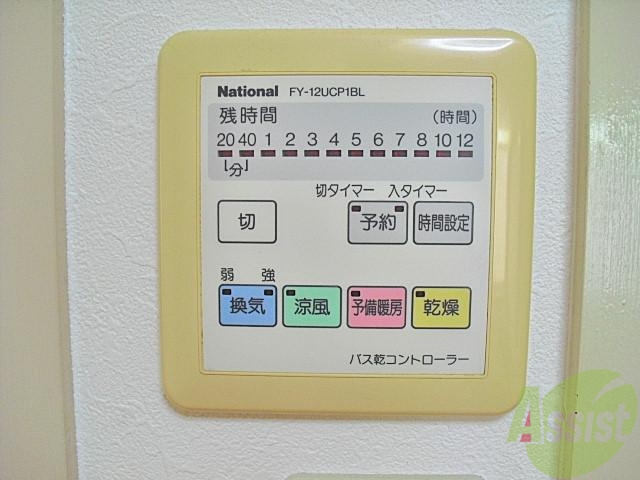 National FY-12UCP1BL
残時間 (時間)
20 40 1 2 3 4 5 6 7 8 10 12
分
切タイマー 入タイマー
切 予約 時間設定
弱 強
換気 涼風 予備暖房 乾燥
バス乾コントローラー
Assist